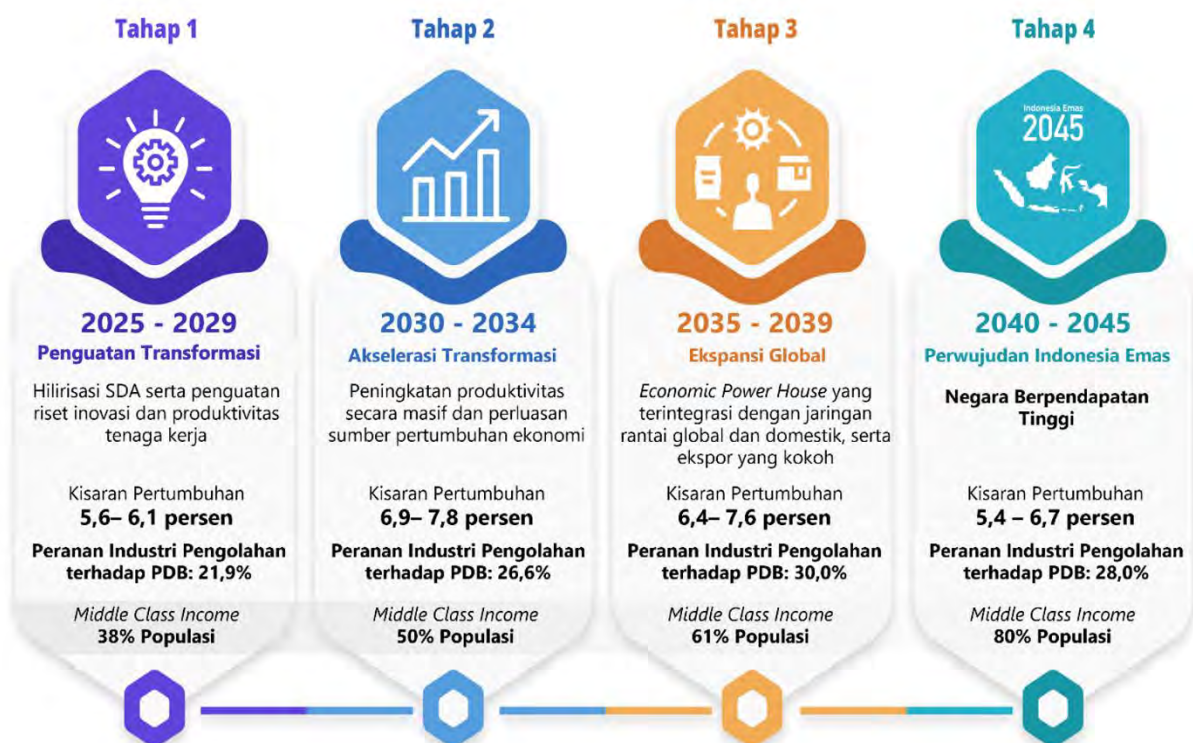 Tahap 1
2025 - 2029
Penguatan Transformasi
Hilirisasi SDA serta penguatan
riset inovasi dan produktivitas
tenaga kerja
Kisaran Pertumbuhan
5,6– 6,1 persen
Peranan Industri Pengolahan
terhadap PDB: 21,9%
Middle Class Income
38% Populasi
Tahap 2
2030 - 2034
Akselerasi Transformasi
Peningkatan produktivitas
secara masif dan perluasan
sumber pertumbuhan ekonomi
Kisaran Pertumbuhan
6,9– 7,8 persen
Peranan Industri Pengolahan
terhadap PDB: 26,6%
Middle Class Income
50% Populasi
Tahap 3
2035 - 2039
Ekspansi Global
Economic Power House yang
terintegrasi dengan jaringan
rantai global dan domestik, serta
ekspor yang kokoh
Kisaran Pertumbuhan
6,4– 7,6 persen
Peranan Industri Pengolahan
terhadap PDB: 30,0%
Middle Class Income
61% Populasi
Tahap 4
Indonesia Emas
2045
2040 - 2045
Perwujudan Indonesia Emas
Negara Berpendapatan
Tinggi
Kisaran Pertumbuhan
5,4 – 6,7 persen
Peranan Industri Pengolahan
terhadap PDB: 28,0%
Middle Class Income
80% Populasi